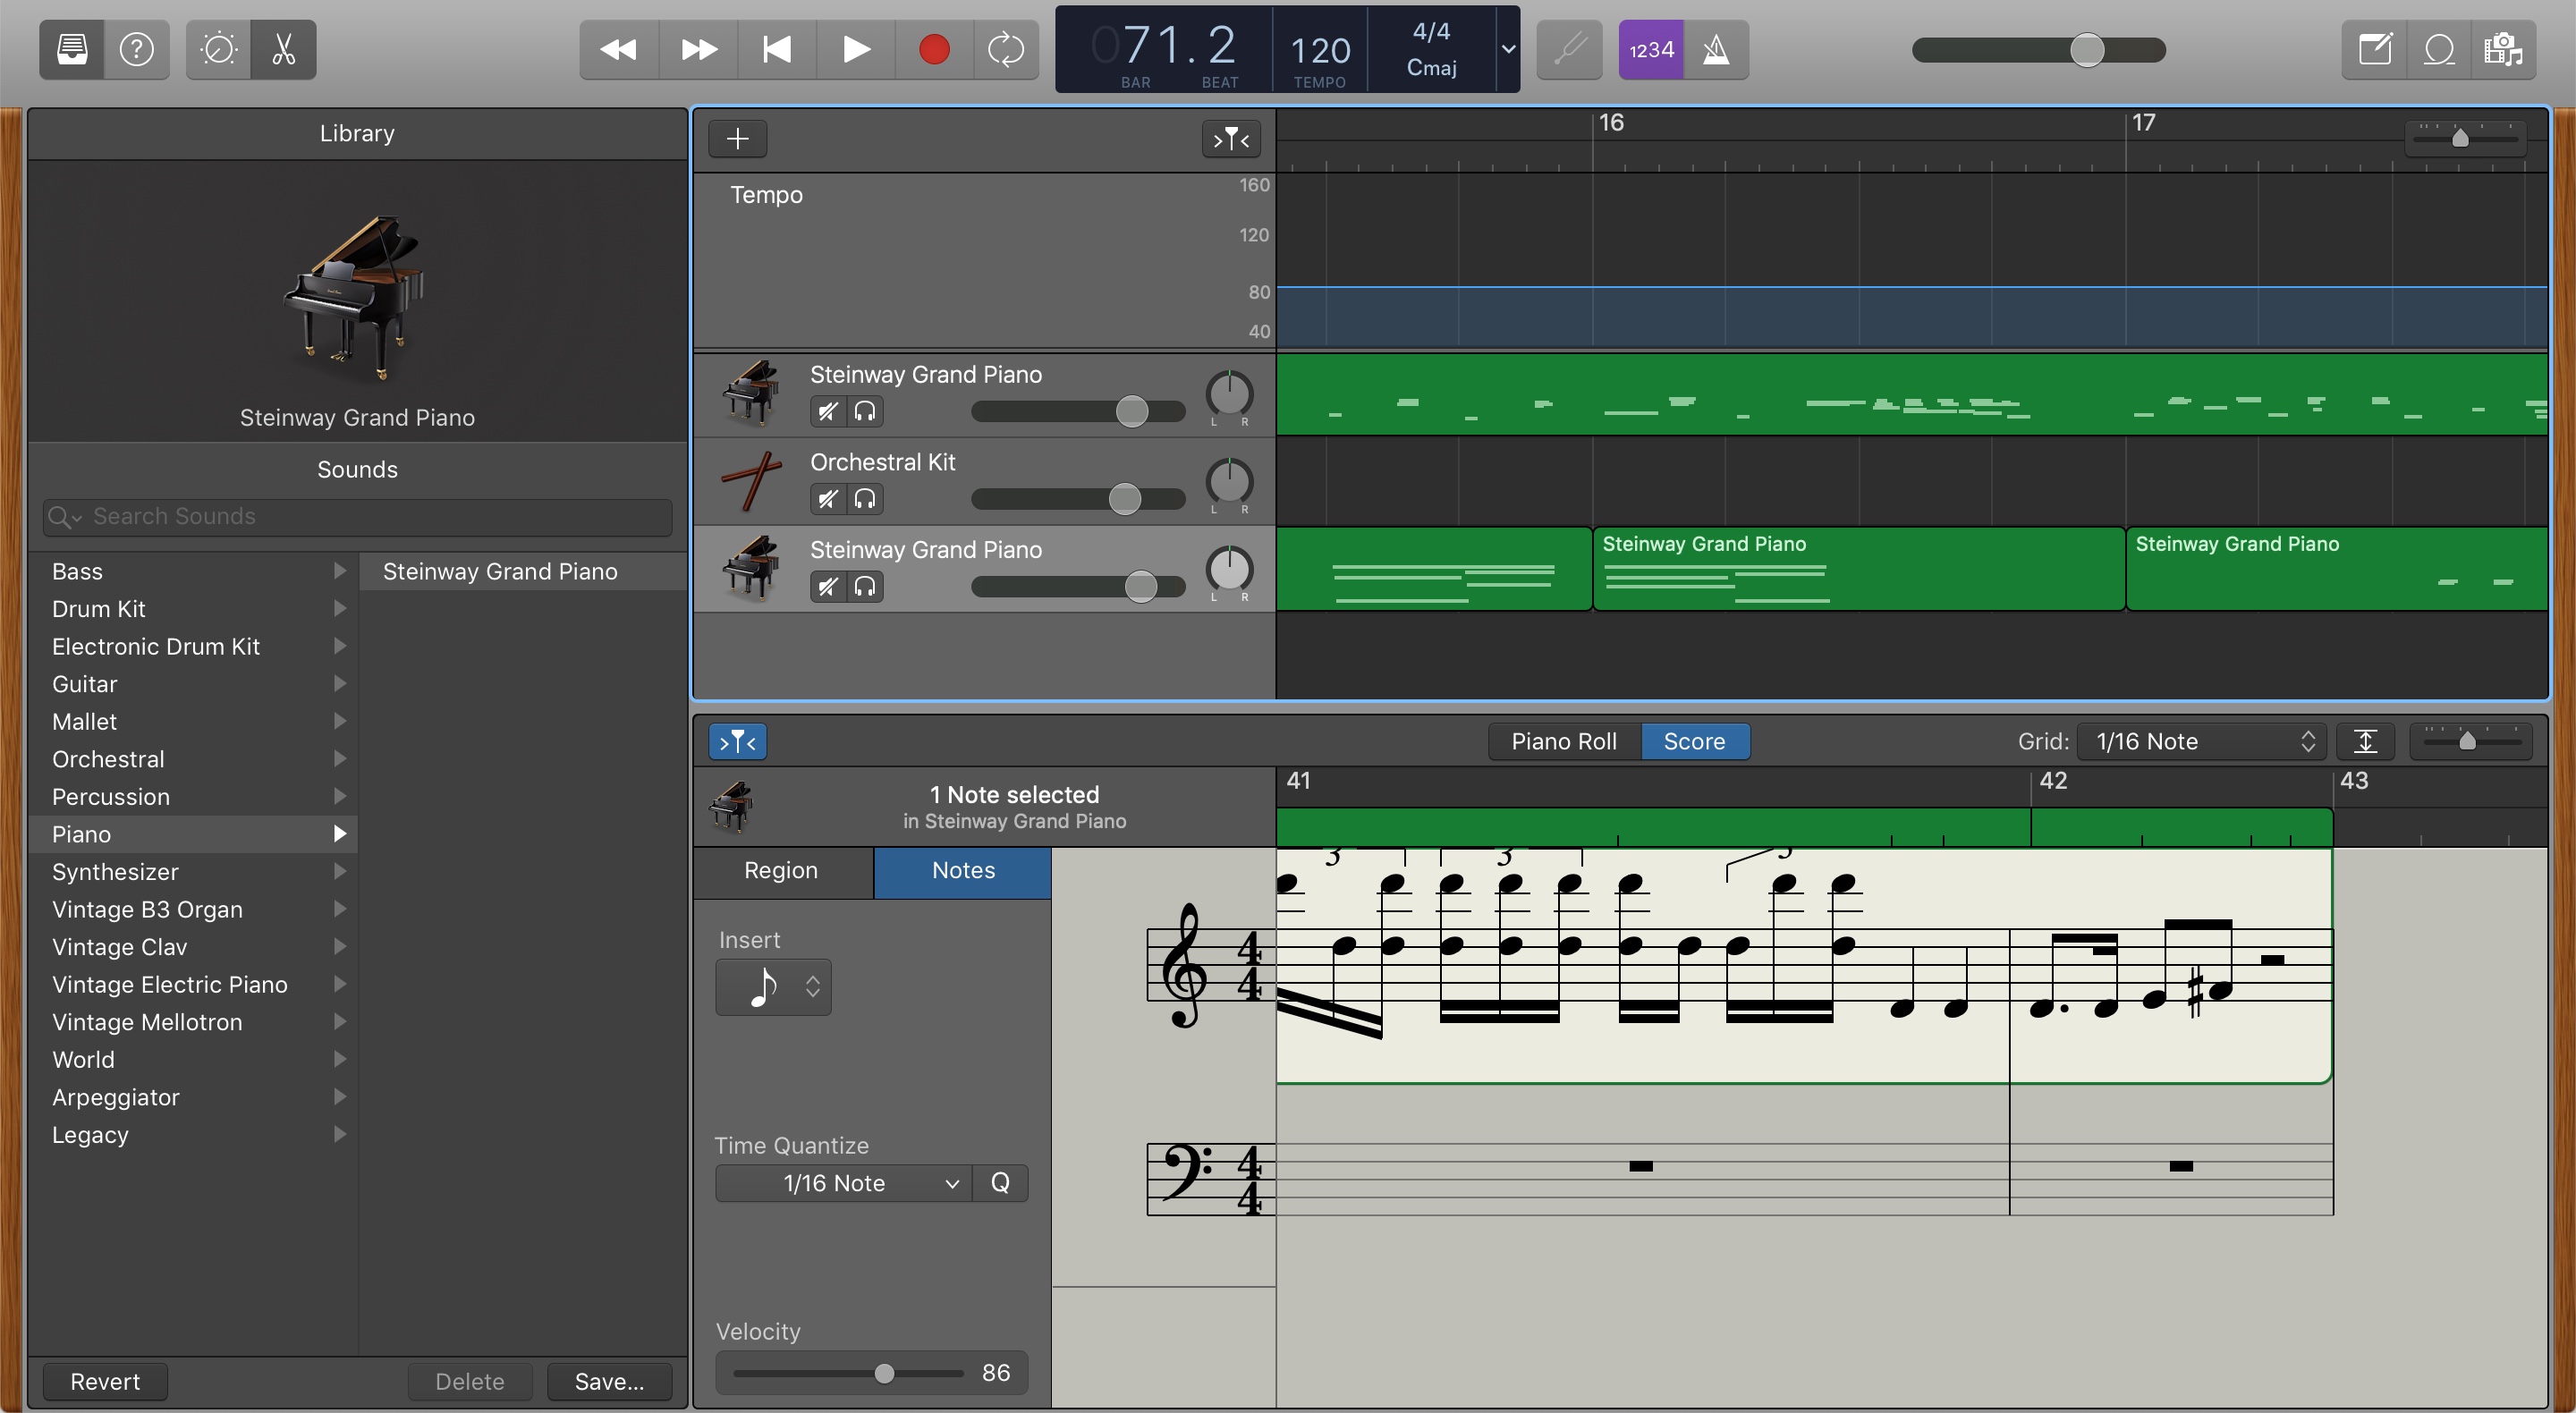 071.2
BAR
BEAT
120
TEMPO
4/4
Cmaj
1234
Library
Steinway Grand Piano
Sounds
Search Sounds
Bass
Drum Kit
Electronic Drum Kit
Guitar
Mallet
Orchestral
Percussion
Piano
Synthesizer
Vintage B3 Organ
Vintage Clav
Vintage Electric Piano
Vintage Mellotron
World
Arpeggiator
Legacy
Steinway Grand Piano
Revert
Delete
Save...
16
17
Tempo
160
120
80
40
Steinway Grand Piano
L R
Orchestral Kit
L R
Steinway Grand Piano
L R
Steinway Grand Piano
Steinway Grand Piano
Piano Roll
Score
Grid:
1/16 Note
1 Note selected
in Steinway Grand Piano
41
42
43
Region
Notes
Insert
Time Quantize
1/16 Note
Q
Velocity
86
3
3
4
4
4
4